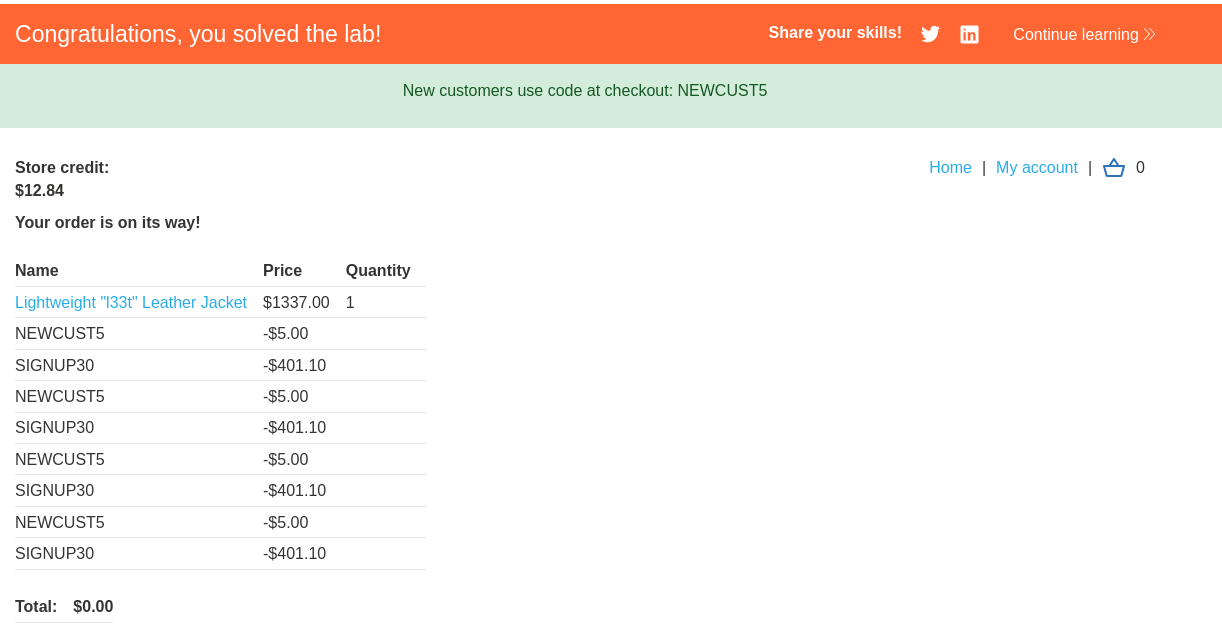 Congratulations, you solved the lab!
Share your skills!
Continue learning
New customers use code at checkout: NEWCUST5
Store credit:
$12.84
Home | My account | 0
Your order is on its way!
Name Price Quantity
Lightweight "l33t" Leather Jacket $1337.00 1
NEWCUST5 -$5.00
SIGNUP30 -$401.10
NEWCUST5 -$5.00
SIGNUP30 -$401.10
NEWCUST5 -$5.00
SIGNUP30 -$401.10
NEWCUST5 -$5.00
SIGNUP30 -$401.10
Total: $0.00